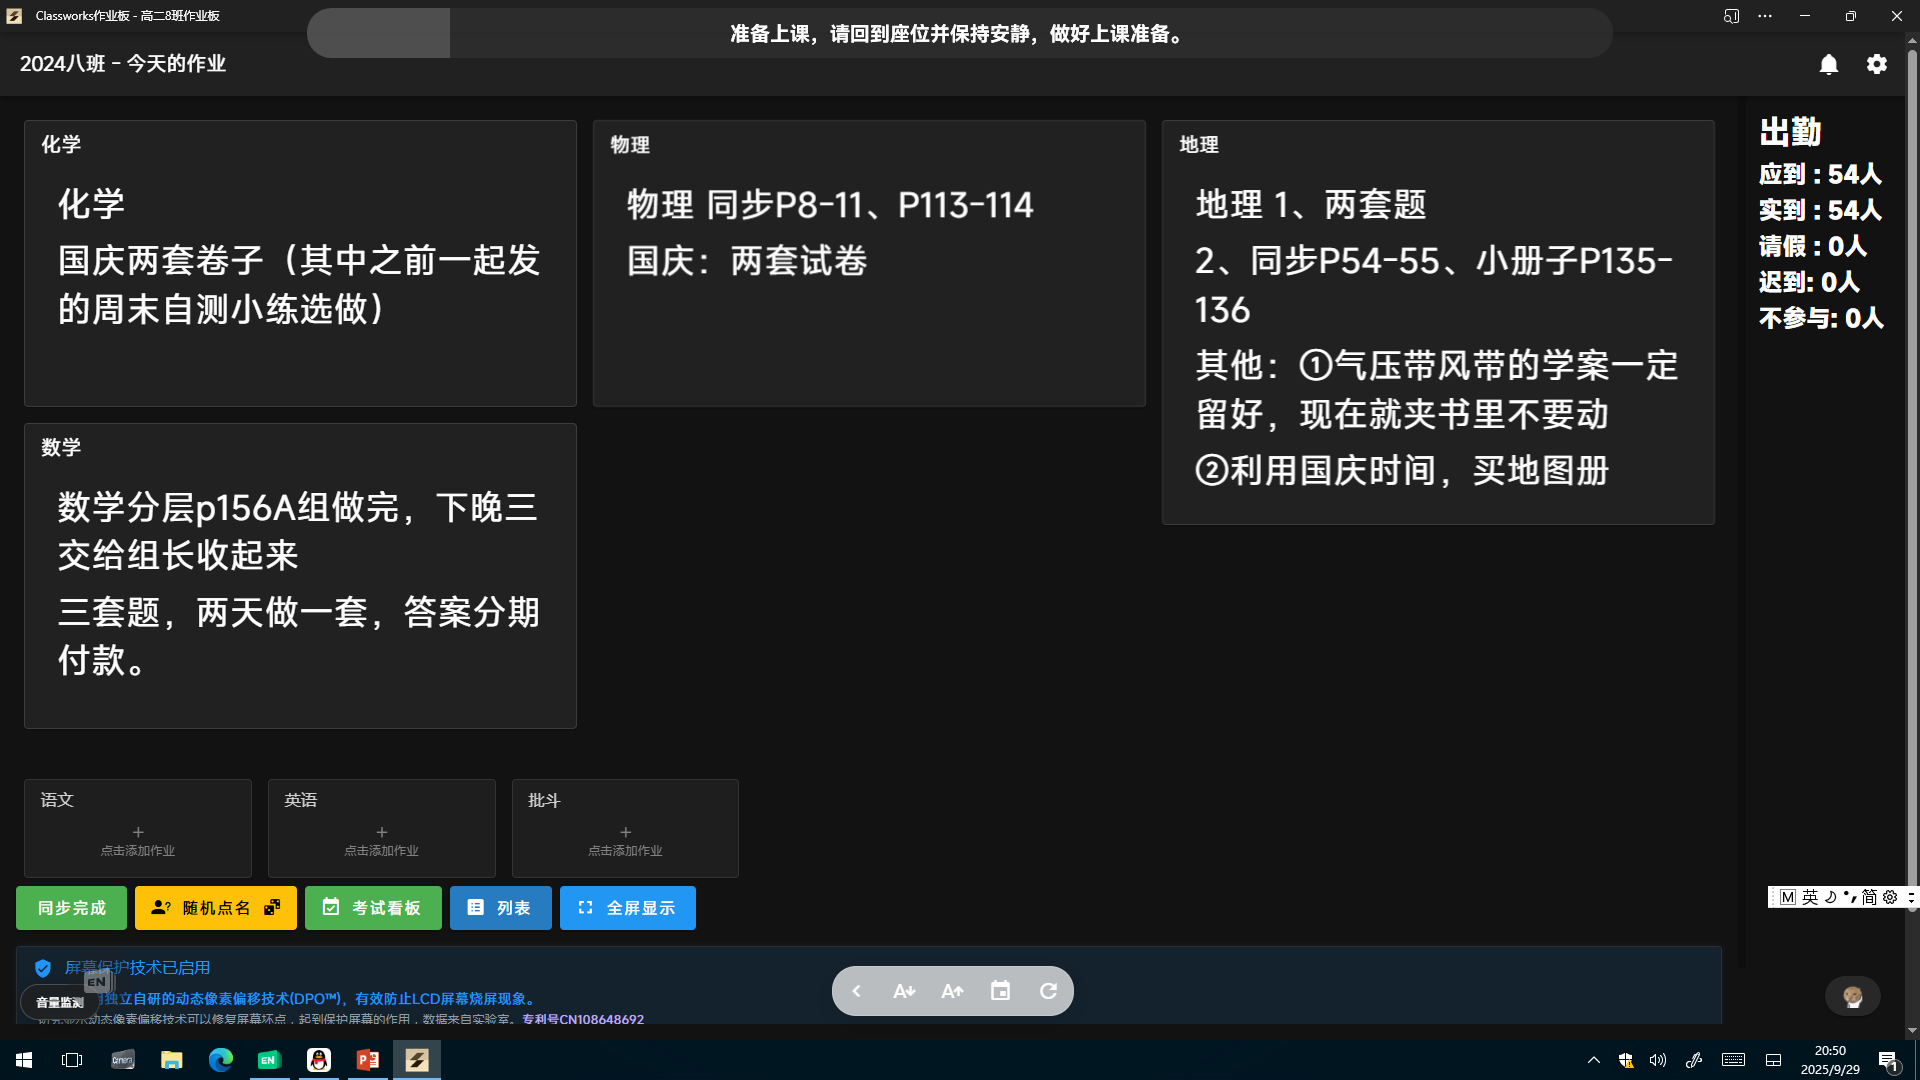 Classworks作业板 - 高二8班作业板
准备上课，请回到座位并保持安静，做好上课准备。
2024八班 - 今天的作业
化学
化学
国庆两套卷子（其中之前一起发
的周末自测小练选做）
物理
物理 同步P8-11、P113-114
国庆：两套试卷
地理
地理 1、两套题
2、同步P54-55、小册子P135-
136
其他：①气压带风带的学案一定
留好，现在就夹书里不要动
②利用国庆时间，买地图册
出勤
应到 : 54人
实到 : 54人
请假 : 0人
迟到: 0人
不参与: 0人
数学
数学分层p156A组做完，下晚三
交给组长收起来
三套题，两天做一套，答案分期
付款。
语文
点击添加作业
英语
点击添加作业
批斗
点击添加作业
同步完成
随机点名
考试看板
列表
全屏显示
M 英 简
屏幕保护技术已启用
EN
音量监测
独立自研的动态像素偏移技术(DPO™)，有效防止LCD屏幕烧屏现象。
动态像素偏移技术可以修复屏幕坏点，起到保护屏幕的作用，数据来自实验室。专利号CN108648692
A A
EN
20:50
2025/9/29
1